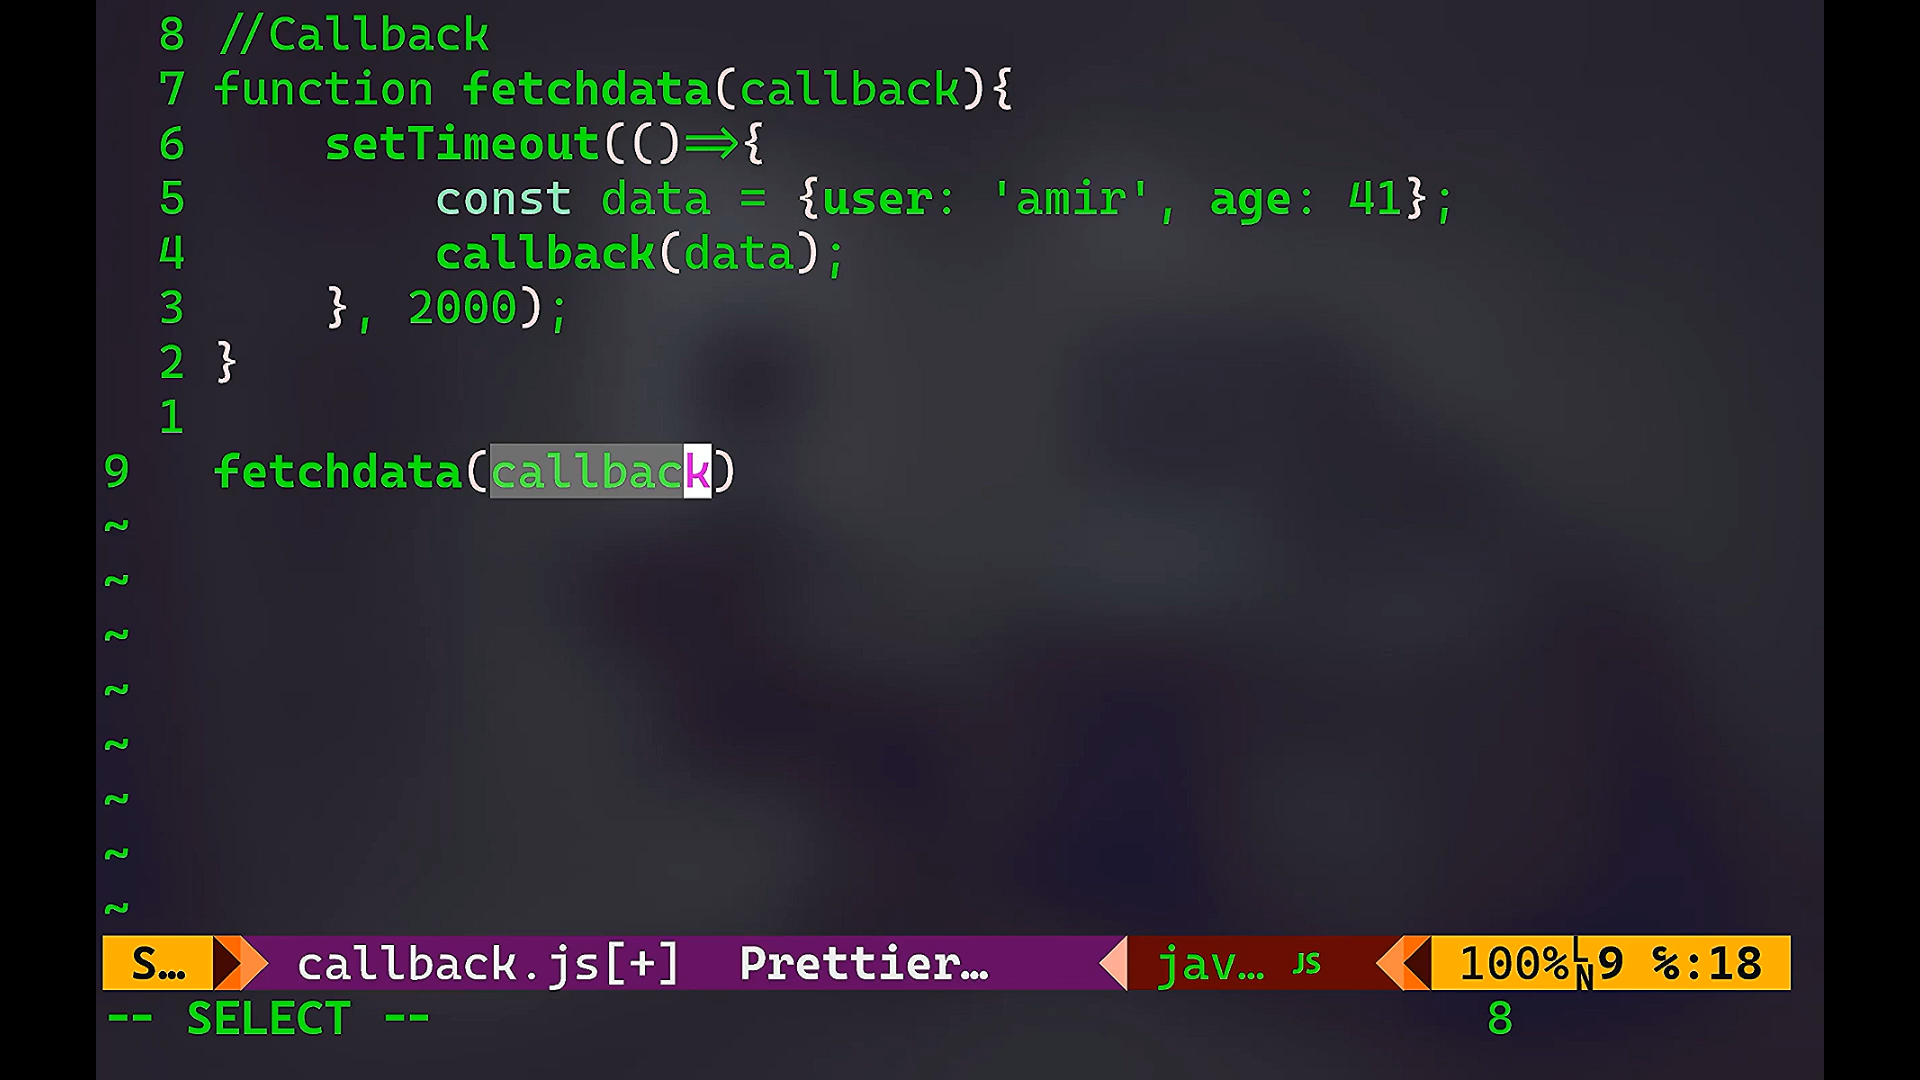 8 //Callback
7 function fetchdata(callback){
6     setTimeout(()=>{
5         const data = {user: 'amir', age: 41};
4         callback(data);
3     }, 2000);
2 }
1
9 fetchdata(callback)
~
~
~
~
~
~
~
~
S… callback.js[+] Prettier… jav… JS 100% LN 9 %:18
-- SELECT -- 8